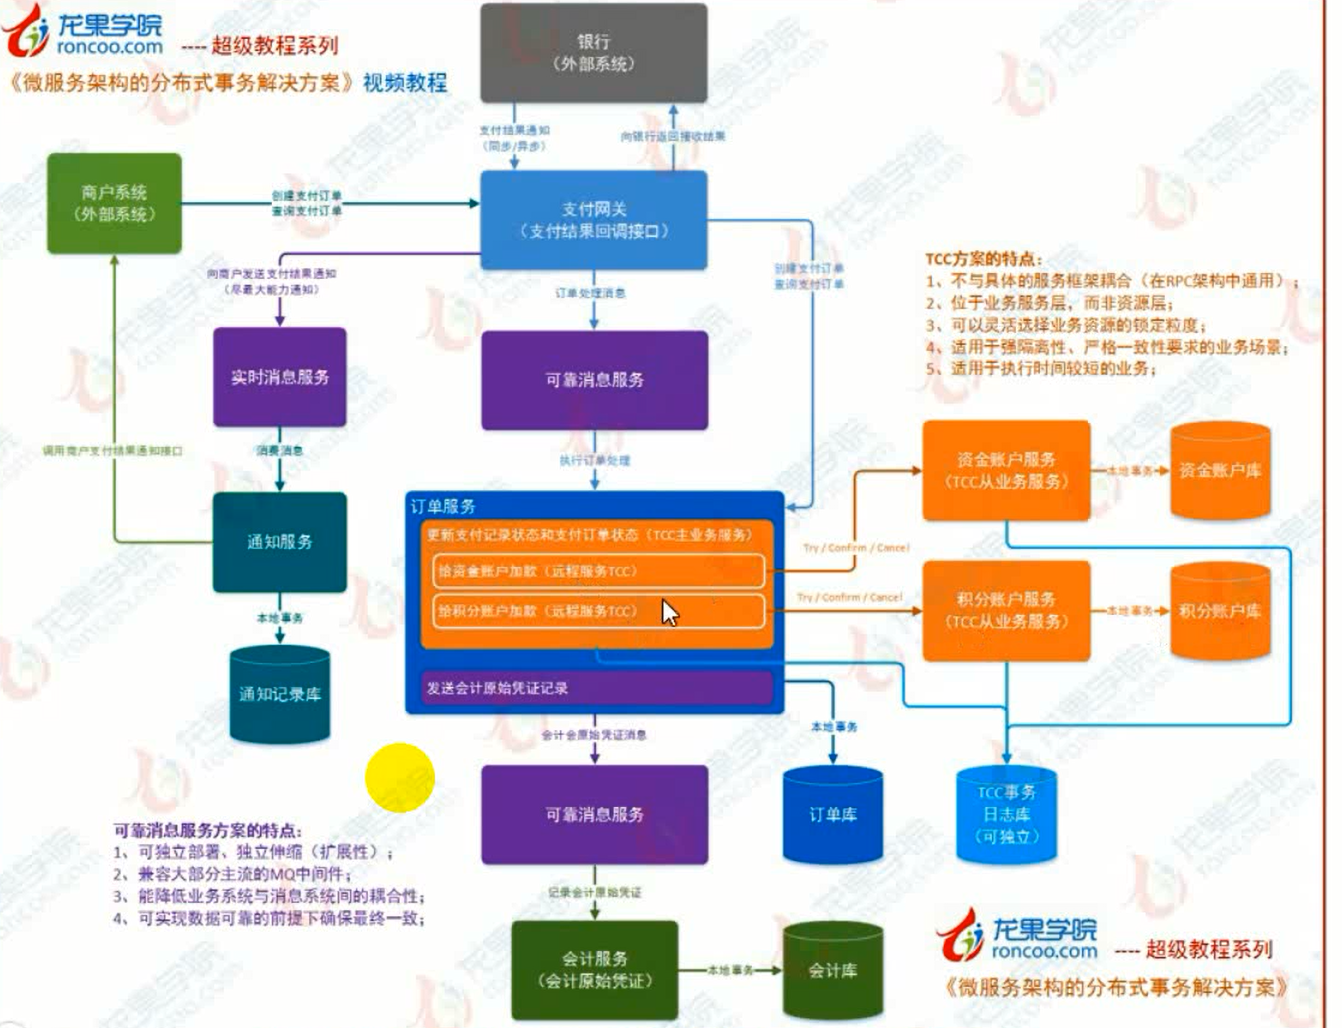 龙果学院
roncoo.com
---- 超级教程系列
《微服务架构的分布式事务解决方案》视频教程
银行
（外部系统）
支付结果通知
（同步/异步）
向银行返回接收结果
商户系统
（外部系统）
创建支付订单
查询支付订单
支付网关
（支付结果回调接口）
向商户发送支付结果通知
（尽最大能力通知）
订单处理消息
创建支付订单
查询支付订单
TCC方案的特点：
1、不与具体的服务框架耦合（在RPC架构中通用）；
2、位于业务服务层，而非资源层；
3、可以灵活选择业务资源的锁定粒度；
4、适用于强隔离性、严格一致性要求的业务场景；
5、适用于执行时间较短的业务；
实时消息服务
可靠消息服务
调用商户支付结果通知接口
消费消息
执行订单处理
资金账户服务
（TCC从业务服务）
本地事务
资金账户库
通知服务
订单服务
更新支付记录状态和支付订单状态（TCC主业务服务）
给资金账户加款（远程服务TCC）
给积分账户加款（远程服务TCC）
Try / Confirm / Cancel
Try / Confirm / Cancel
积分账户服务
（TCC从业务服务）
本地事务
积分账户库
本地事务
通知记录库
发送会计原始凭证记录
会计会原始凭证消息
本地事务
可靠消息服务
订单库
TCC事务
日志库
（可独立）
可靠消息服务方案的特点：
1、可独立部署、独立伸缩（扩展性）；
2、兼容大部分主流的MQ中间件；
3、能降低业务系统与消息系统间的耦合性；
4、可实现数据可靠的前提下确保最终一致；
记录会计原始凭证
会计服务
（会计原始凭证）
本地事务
会计库
龙果学院
roncoo.com
---- 超级教程系列
《微服务架构的分布式事务解决方案》